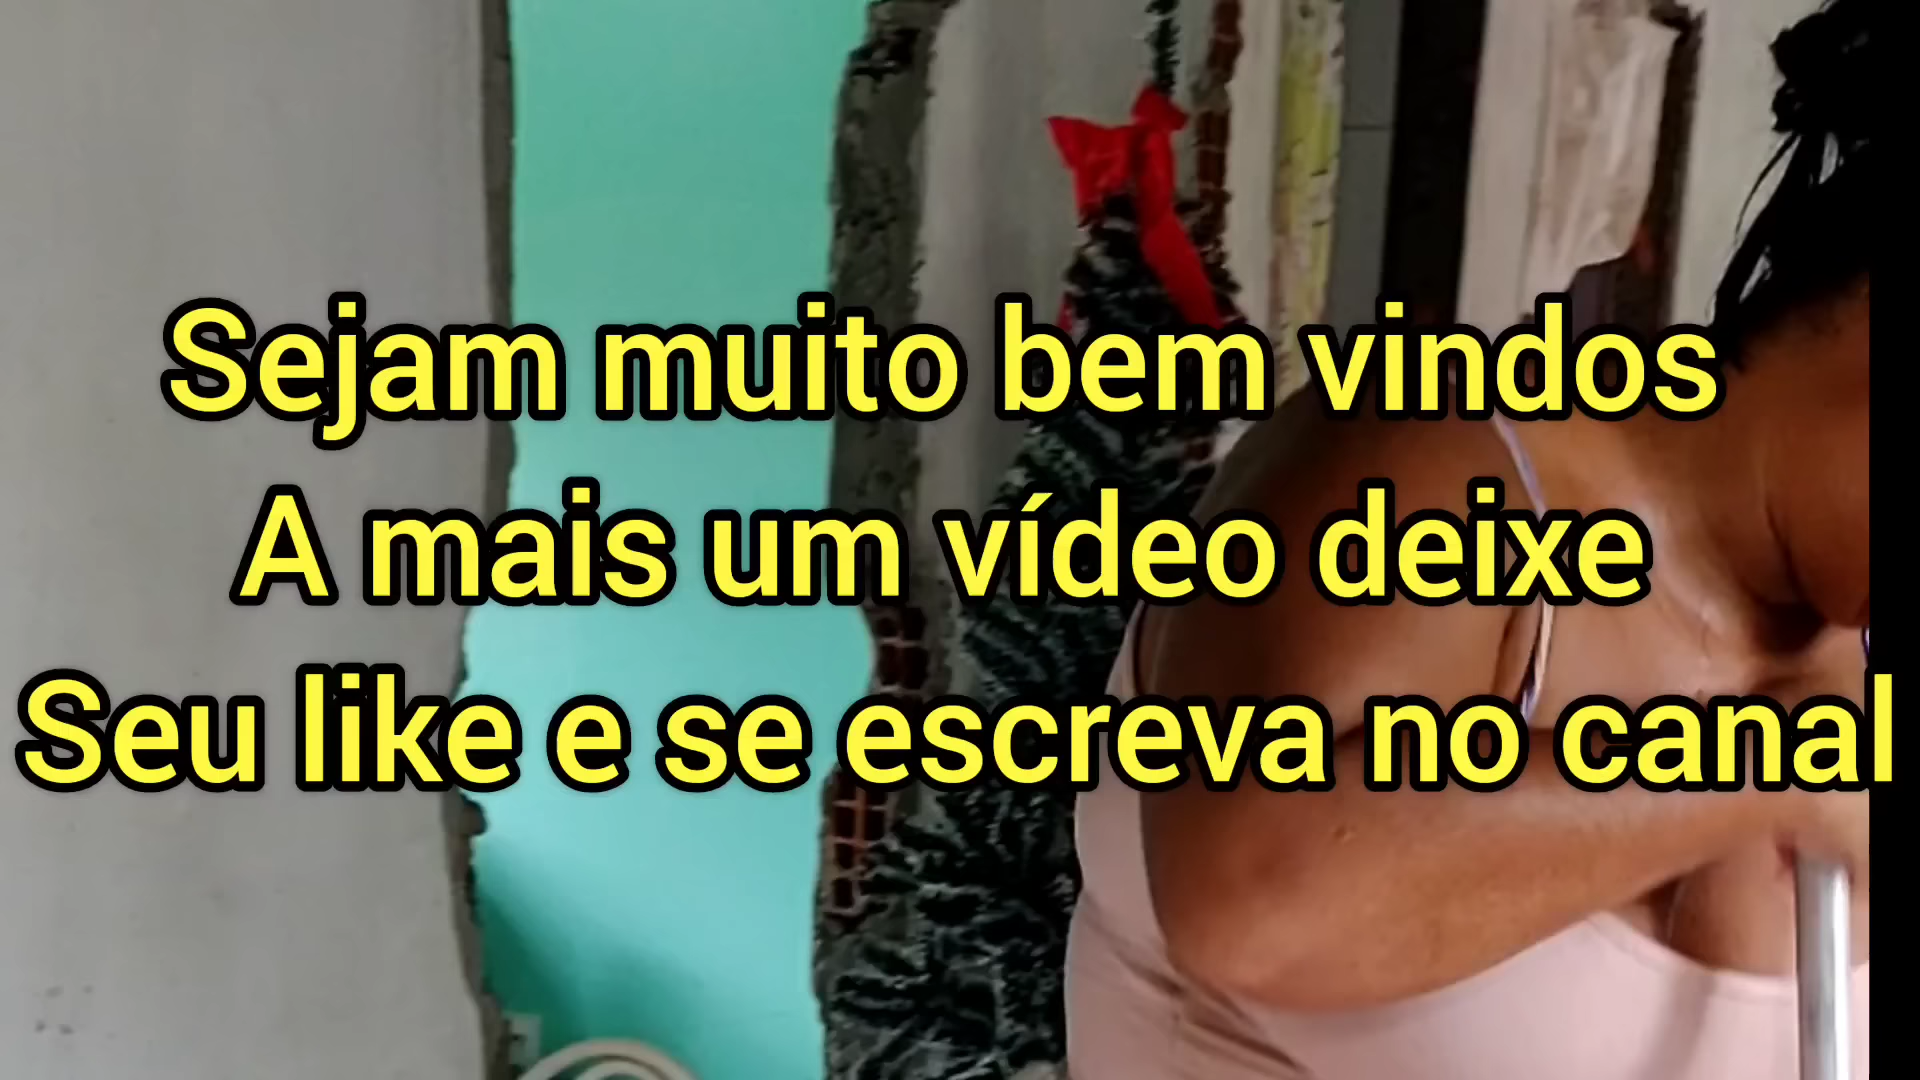 Sejam muito bem vindos
A mais um vídeo deixe
Seu like e se escreva no canal